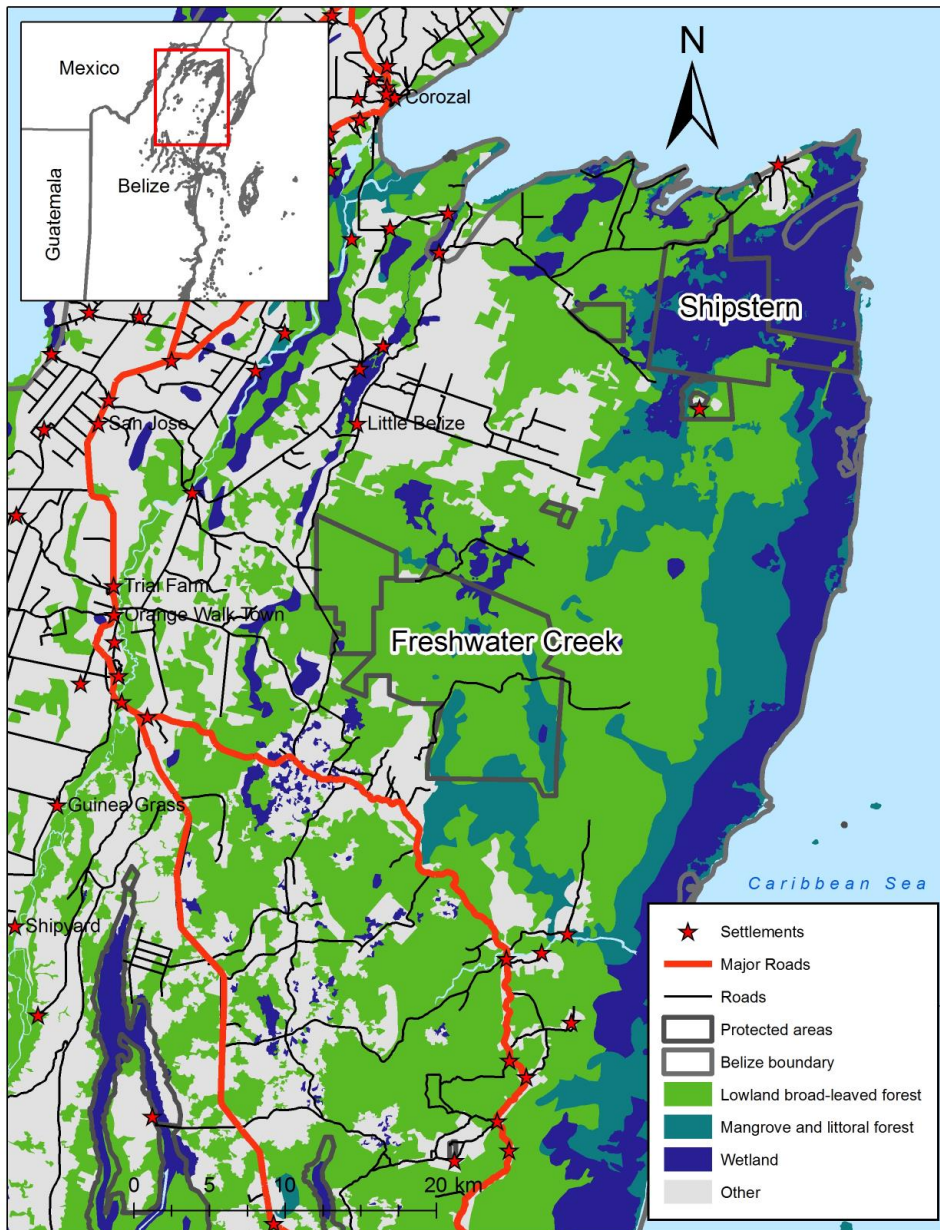 Mexico
Guatemala
Belize
N
Corozal
Shipstern
San Jose
Little Belize
Trial Farm
Orange Walk Town
Freshwater Creek
Guinea Grass
Shipyard
Caribbean Sea
Settlements
Major Roads
Roads
Protected areas
Belize boundary
Lowland broad-leaved forest
Mangrove and littoral forest
Wetland
Other
0 5 10 20 km